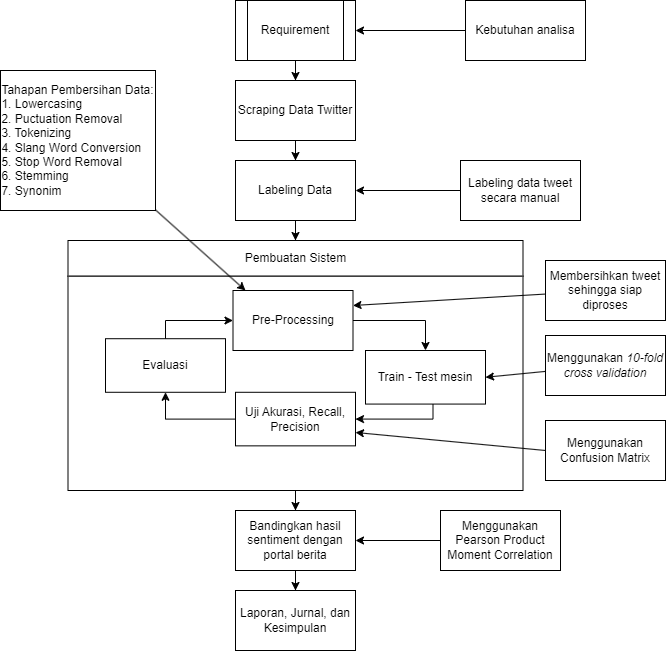 Requirement
Kebutuhan analisa
Tahapan Pembersihan Data:
1. Lowercasing
2. Puctuation Removal
3. Tokenizing
4. Slang Word Conversion
5. Stop Word Removal
6. Stemming
7. Synonim
Scraping Data Twitter
Labeling Data
Labeling data tweet
secara manual
Pembuatan Sistem
Pre-Processing
Membersihkan tweet
sehingga siap
diproses
Evaluasi
Train - Test mesin
Menggunakan 10-fold
cross validation
Uji Akurasi, Recall,
Precision
Menggunakan
Confusion Matrix
Bandingkan hasil
sentiment dengan
portal berita
Menggunakan
Pearson Product
Moment Correlation
Laporan, Jurnal, dan
Kesimpulan